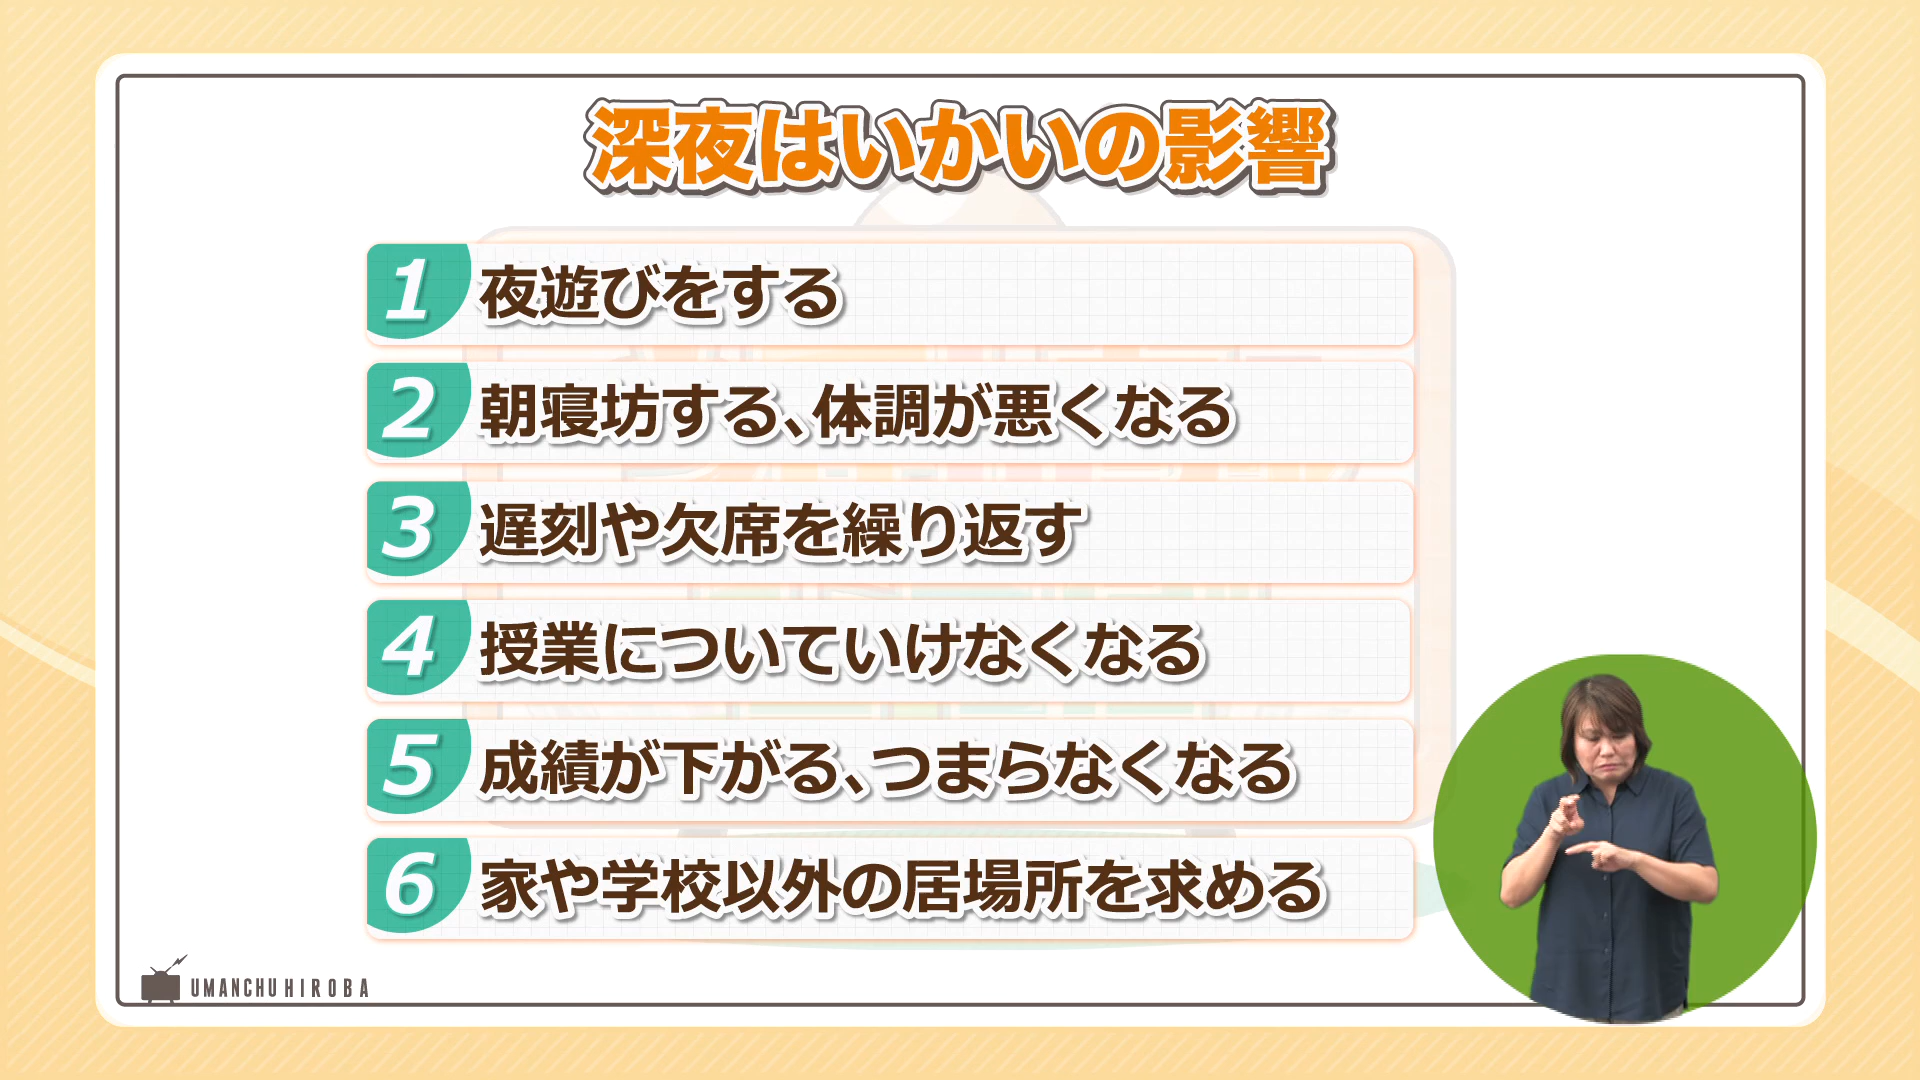 深夜はいかいの影響
1 夜遊びをする
2 朝寝坊する、体調が悪くなる
3 遅刻や欠席を繰り返す
4 授業についていけなくなる
5 成績が下がる、つまらなくなる
6 家や学校以外の居場所を求める
UMANCHU HIROBA